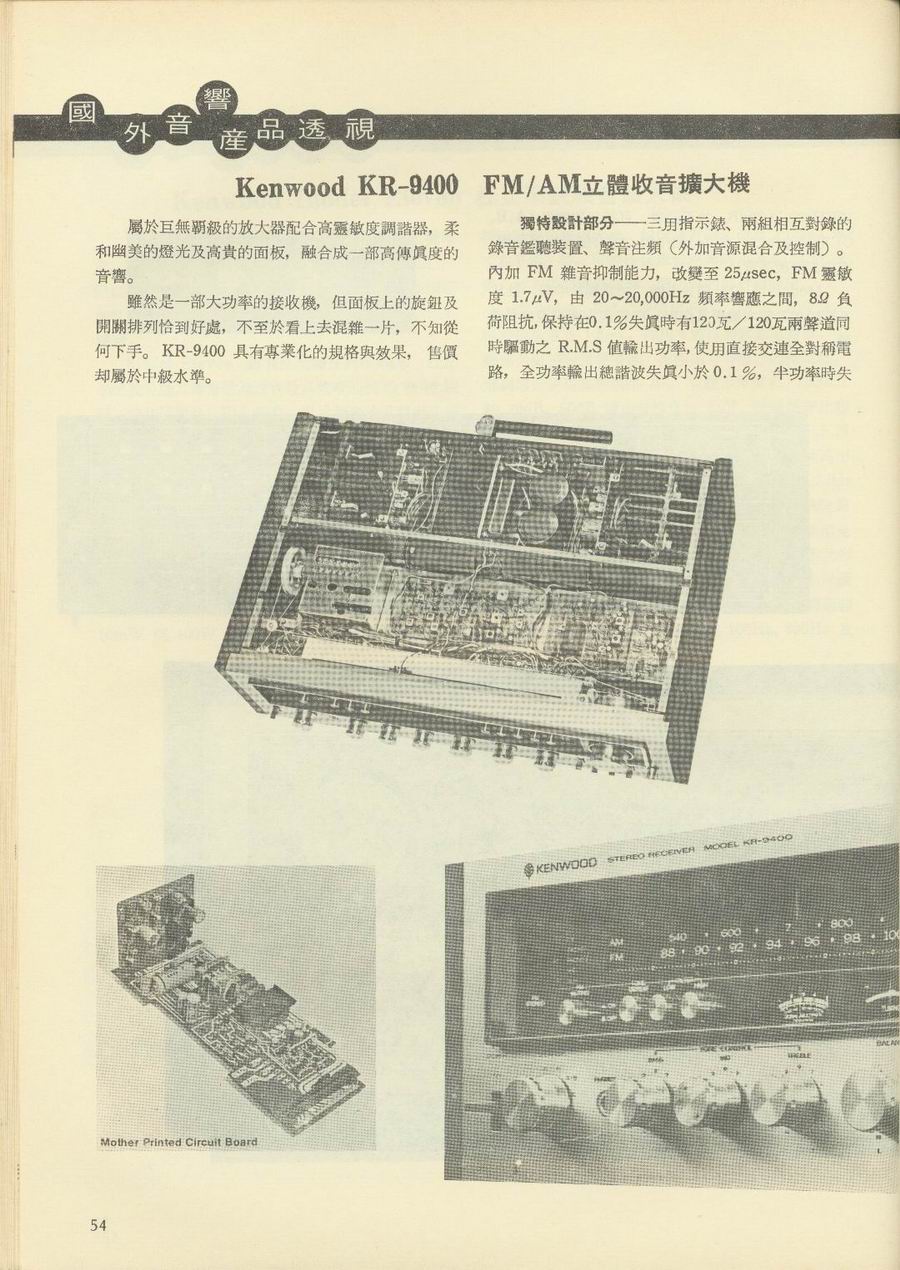 國外音響產品透視
Kenwood KR-9400 FM/AM立體收音擴大機
屬於巨無覇級的放大器配合高靈敏度調諧器，柔
和幽美的燈光及高貴的面板，融合成一部高傳眞度的
音響。
雖然是一部大功率的接收機，但面板上的旋鈕及
開關排列恰到好處，不至於看上去混雜一片，不知從
何下手。 KR-9400 具有專業化的規格與效果， 售價
却屬於中級水準。
獨特設計部分——三用指示錶、兩組相互對錄的
錄音鑑聽裝置、聲音注頻（外加音源混合及控制）。
內加 FM 雜音抑制能力，改變至 25μsec，FM 靈敏
度 1.7μV，由 20～20,000Hz 頻率響應之間，8Ω 負
荷阻抗，保持在0.1%失眞時有120瓦／120瓦兩聲道同
時驅動之 R.M.S 值輸出功率，使用直接交連全對稱電
路，全功率輸出總諧波失眞小於 0.1 %，半功率時失
KENWOOD STEREO RECEIVER MODEL KR-9400
AM 540 600 7 800
FM 88 90 92 94 96 98 100
TONE CONTROL
BASS MID TREBLE
BALAN
L
Mother Printed Circuit Board
54